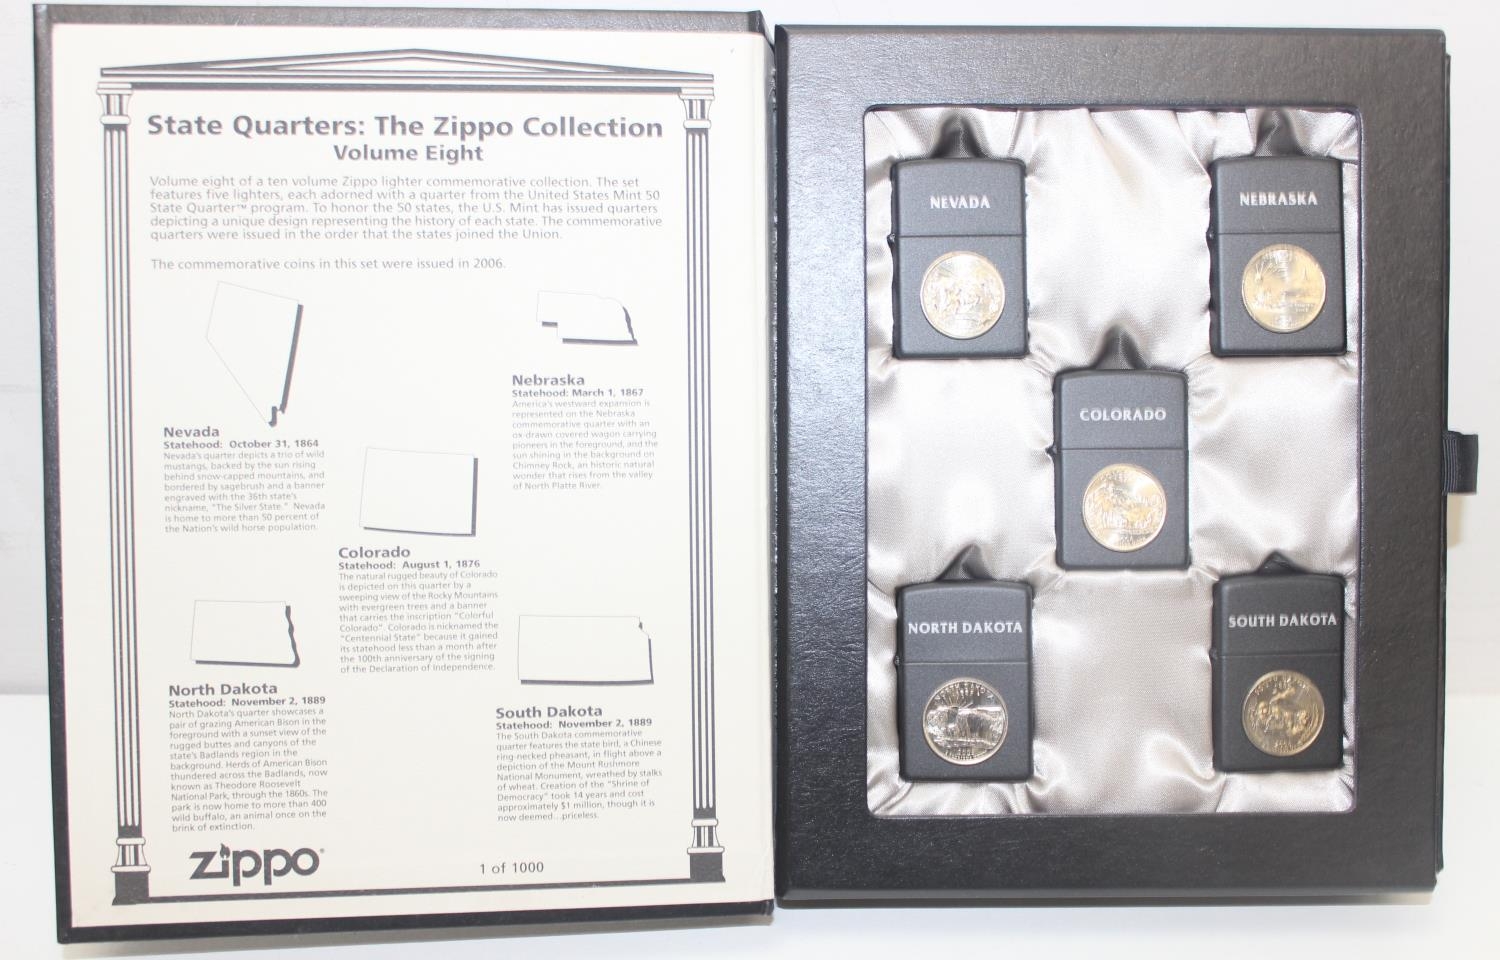 State Quarters: The Zippo Collection
Volume Eight
Volume eight of a ten volume Zippo lighter commemorative collection. The set
features five lighters, each adorned with a quarter from the United States Mint 50
State Quarter™ program. To honor the 50 states, the U.S. Mint has issued quarters
depicting a unique design representing the history of each state. The commemorative
quarters were issued in the order that the states joined the Union.
The commemorative coins in this set were issued in 2006.
Nevada
Statehood: October 31, 1864
Nevada's quarter depicts a trio of wild
mustangs, backed by the sun rising
behind snow-capped mountains, and
bordered by sagebrush and a banner
engraved with the 36th state's
nickname, "The Silver State." Nevada
is home to more than 50 percent of
the Nation's wild horse population.
Nebraska
Statehood: March 1, 1867
America's westward expansion is
represented on the Nebraska
commemorative quarter with an
ox-drawn covered wagon carrying
pioneers in the foreground, and the
sun shining in the background on
Chimney Rock, an historic natural
wonder that rises from the valley
of North Platte River.
Colorado
Statehood: August 1, 1876
The natural rugged beauty of Colorado
is depicted on this quarter by a
sweeping view of the Rocky Mountains
with evergreen trees and a banner
that carries the inscription "Colorful
Colorado". Colorado is nicknamed the
"Centennial State" because it gained
its statehood less than a month after
the 100th anniversary of the signing
of the Declaration of Independence.
North Dakota
Statehood: November 2, 1889
North Dakota's quarter showcases a
pair of grazing American Bison in the
foreground with a sunset view of the
rugged buttes and canyons of the
state's Badlands region in the
background. Herds of American Bison
thundered across the Badlands, now
known as Theodore Roosevelt
National Park, through the 1860s. The
park is now home to more than 400
wild buffalo, an animal once on the
brink of extinction.
South Dakota
Statehood: November 2, 1889
The South Dakota commemorative
quarter features the state bird, a Chinese
ring-necked pheasant, in flight above a
depiction of the Mount Rushmore
National Monument, wreathed by stalks
of wheat. Creation of the "Shrine of
Democracy" took 14 years and cost
approximately $1 million, though it is
now deemed...priceless.
zippo®
1 of 1000
NEVADA
NEBRASKA
COLORADO
NORTH DAKOTA
NORTH DAKOTA
SOUTH DAKOTA